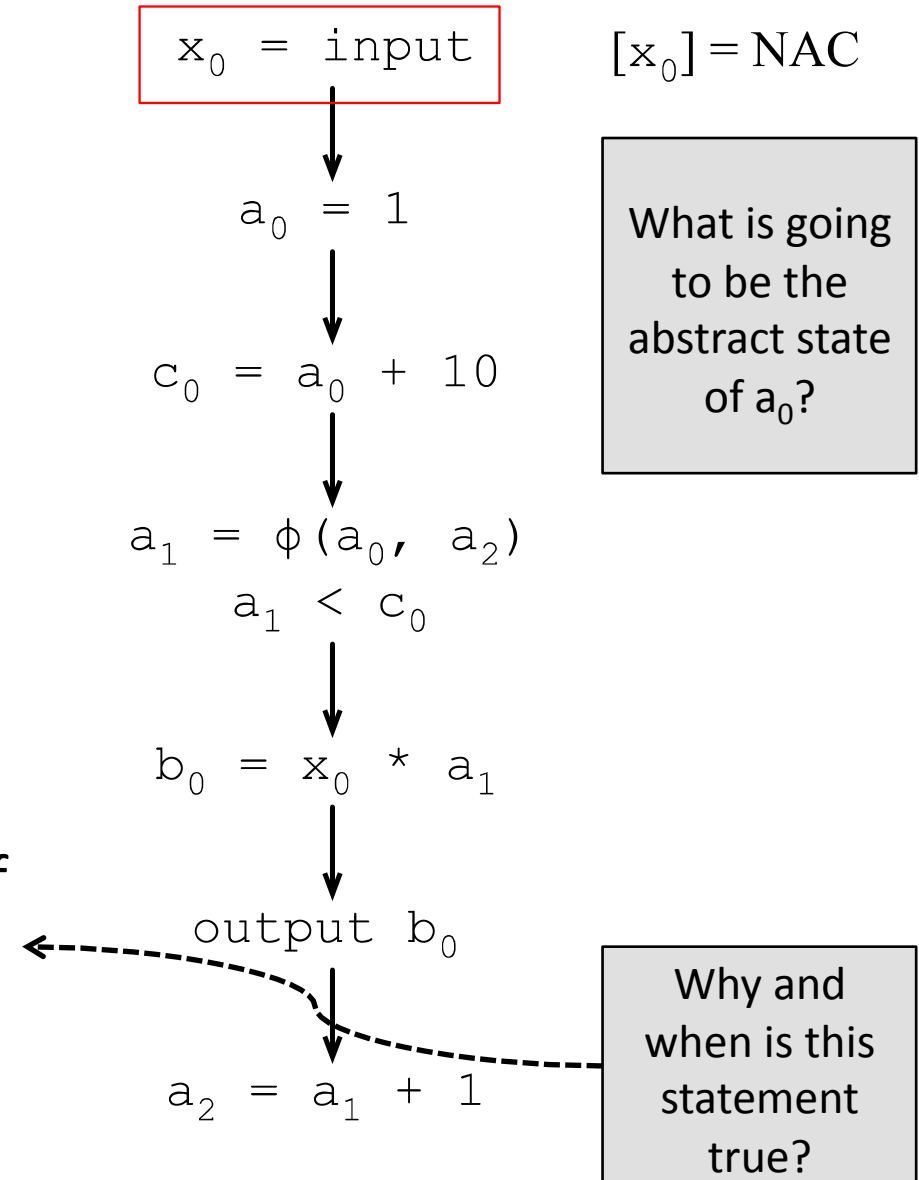 x₀ = input
[x₀] = NAC
a₀ = 1
What is going
to be the
abstract state
of a₀?
c₀ = a₀ + 10
a₁ = ϕ(a₀, a₂)
a₁ < c₀
b₀ = x₀ * a₁
output b₀
Why and
when is this
statement
true?
a₂ = a₁ + 1